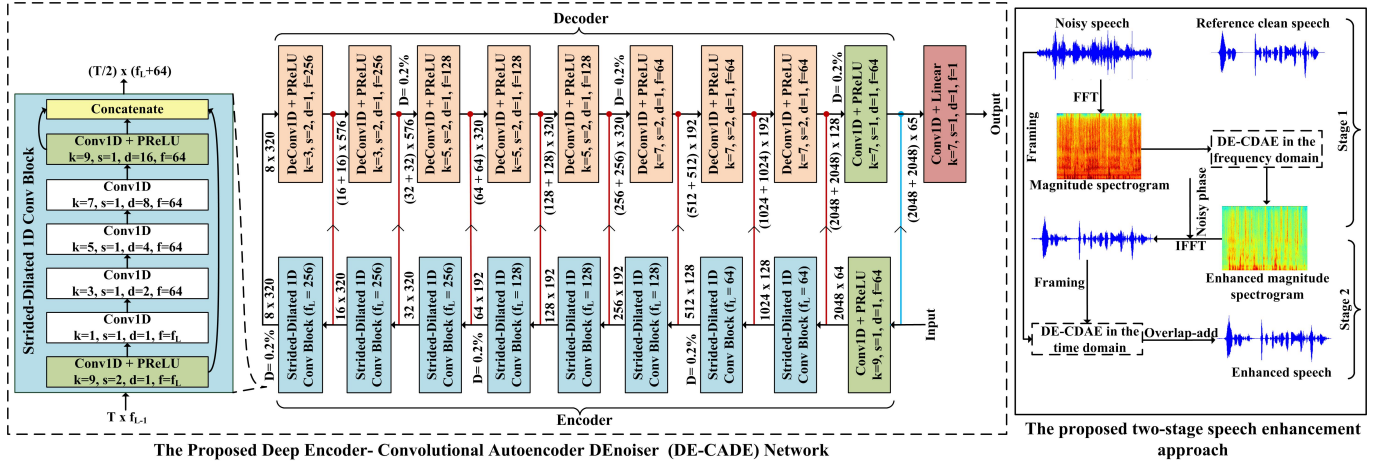 Decoder
(T/2) x (fL+64)
Concatenate
Conv1D + PReLU
k=9, s=1, d=16, f=64
Conv1D
k=7, s=1, d=8, f=64
Conv1D
k=5, s=1, d=4, f=64
Conv1D
k=3, s=1, d=2, f=64
Conv1D
k=1, s=1, d=1, f=fL
Conv1D + PReLU
k=9, s=2, d=1, f=fL
T x fL-1
Strided-Dilated 1D Conv Block
8 x 320
DeConv1D + PReLU
k=3, s=2, d=1, f=256
(16 + 16) x 576
DeConv1D + PReLU
k=3, s=2, d=1, f=256
(32 + 32) x 576
D= 0.2%
DeConv1D + PReLU
k=5, s=2, d=1, f=128
(64 + 64) x 320
DeConv1D + PReLU
k=5, s=2, d=1, f=128
(128 + 128) x 320
DeConv1D + PReLU
k=5, s=2, d=1, f=128
(256 + 256) x 320
D= 0.2%
DeConv1D + PReLU
k=7, s=2, d=1, f=64
(512 + 512) x 192
DeConv1D + PReLU
k=7, s=2, d=1, f=64
(1024 + 1024) x 192
DeConv1D + PReLU
k=7, s=2, d=1, f=64
(2048 + 2048) x 128
D= 0.2%
Conv1D + PReLU
k=7, s=1, d=1, f=64
(2048 + 2048) x 65
Conv1D + Linear
k=7, s=1, d=1, f=1
Output
D= 0.2%
8 x 320
Strided-Dilated 1D
Conv Block (fL = 256)
16 x 320
Strided-Dilated 1D
Conv Block (fL = 256)
32 x 320
Strided-Dilated 1D
Conv Block (fL = 256)
D= 0.2%
64 x 192
Strided-Dilated 1D
Conv Block (fL = 128)
128 x 192
Strided-Dilated 1D
Conv Block (fL = 128)
256 x 192
Strided-Dilated 1D
Conv Block (fL = 128)
D= 0.2%
512 x 128
Strided-Dilated 1D
Conv Block (fL = 64)
1024 x 128
Strided-Dilated 1D
Conv Block (fL = 64)
2048 x 64
Conv1D + PReLU
k=9, s=1, d=1, f=64
Input
Encoder
The Proposed Deep Encoder- Convolutional Autoencoder DEnoiser (DE-CADE) Network
Noisy speech
Reference clean speech
Framing
FFT
Stage 1
DE-CDAE in the
frequency domain
Magnitude spectrogram
Noisy phase
IFFT
Framing
Enhanced magnitude
spectrogram
Stage 2
DE-CDAE in the
time domain
Overlap-add
Enhanced speech
The proposed two-stage speech enhancement
approach